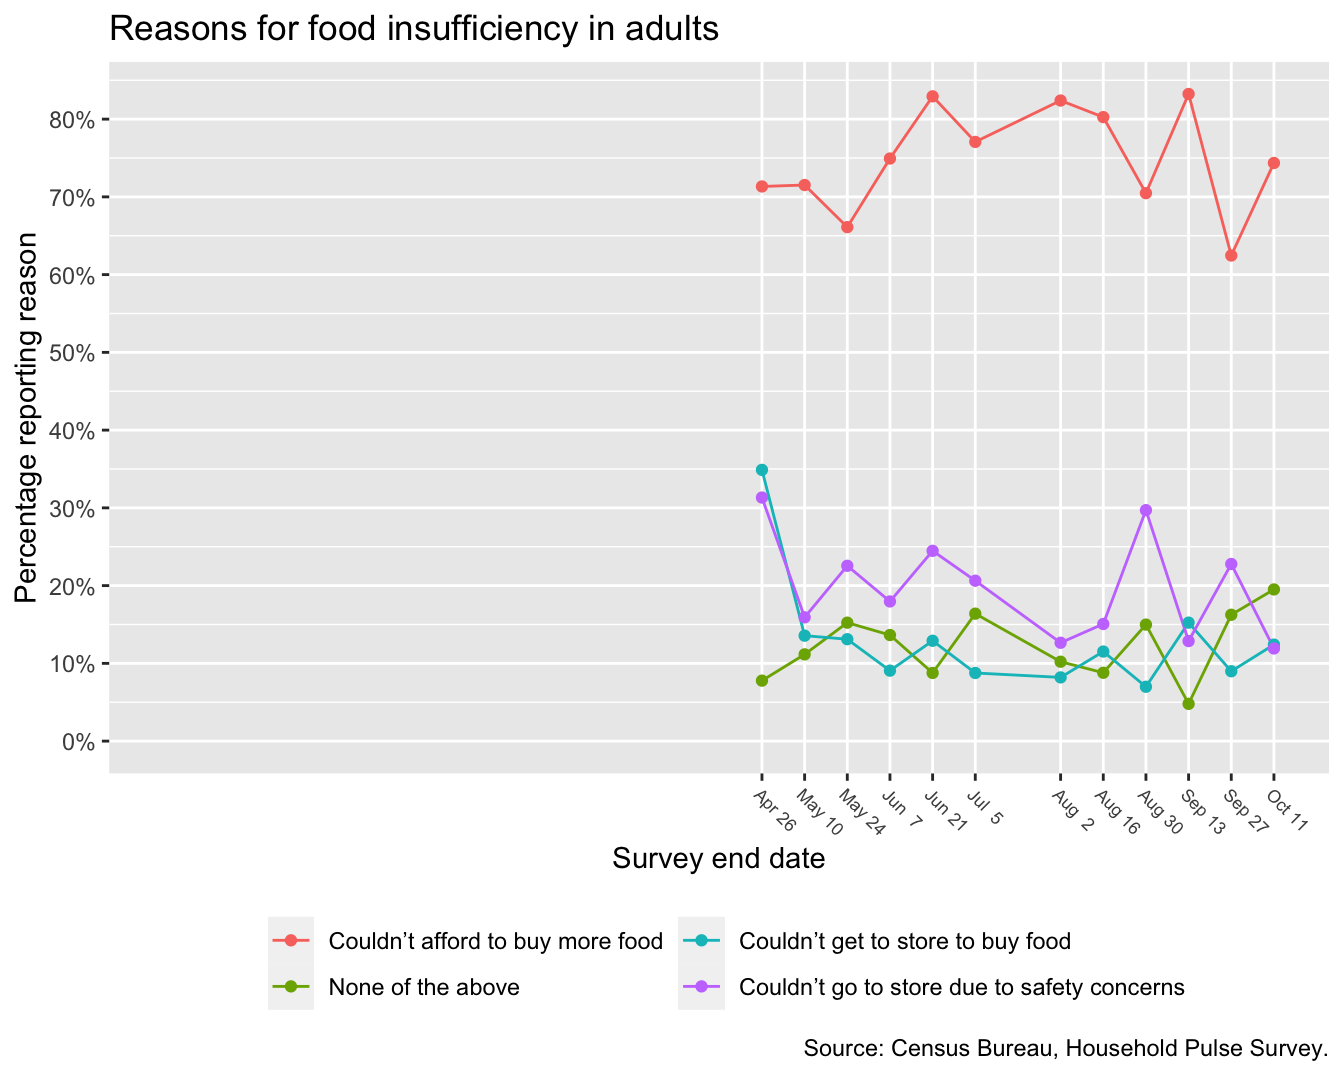 Reasons for food insufficiency in adults
Percentage reporting reason
80%
70%
60%
50%
40%
30%
20%
10%
0%
Apr 26
May 10
May 24
Jun 7
Jun 21
Jul 5
Aug 2
Aug 16
Aug 30
Sep 13
Sep 27
Oct 11
Survey end date
Couldn’t afford to buy more food
Couldn’t get to store to buy food
None of the above
Couldn’t go to store due to safety concerns
Source: Census Bureau, Household Pulse Survey.